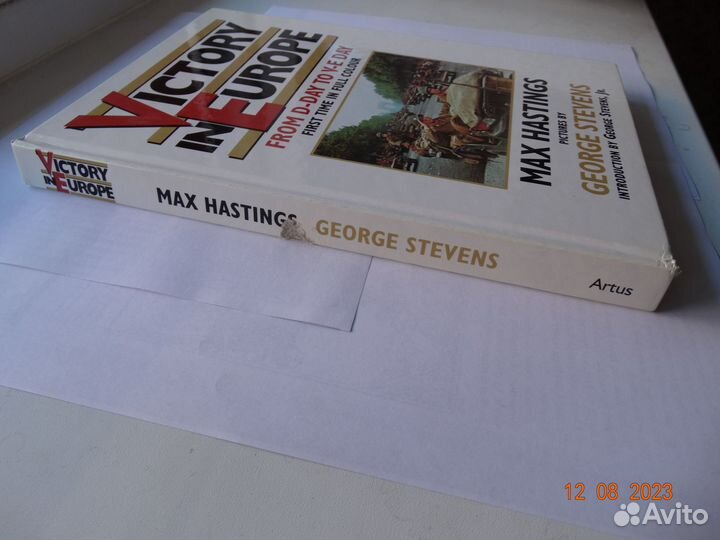 VICTORY
IN EUROPE
FROM D-DAY TO V-E DAY
FIRST TIME IN FULL COLOUR
MAX HASTINGS
PICTURES BY
GEORGE STEVENS
INTRODUCTION BY GEORGE STEVENS, Jr.
VICTORY
IN EUROPE
MAX HASTINGS
GEORGE STEVENS
Artus
12 08 2023
Avito